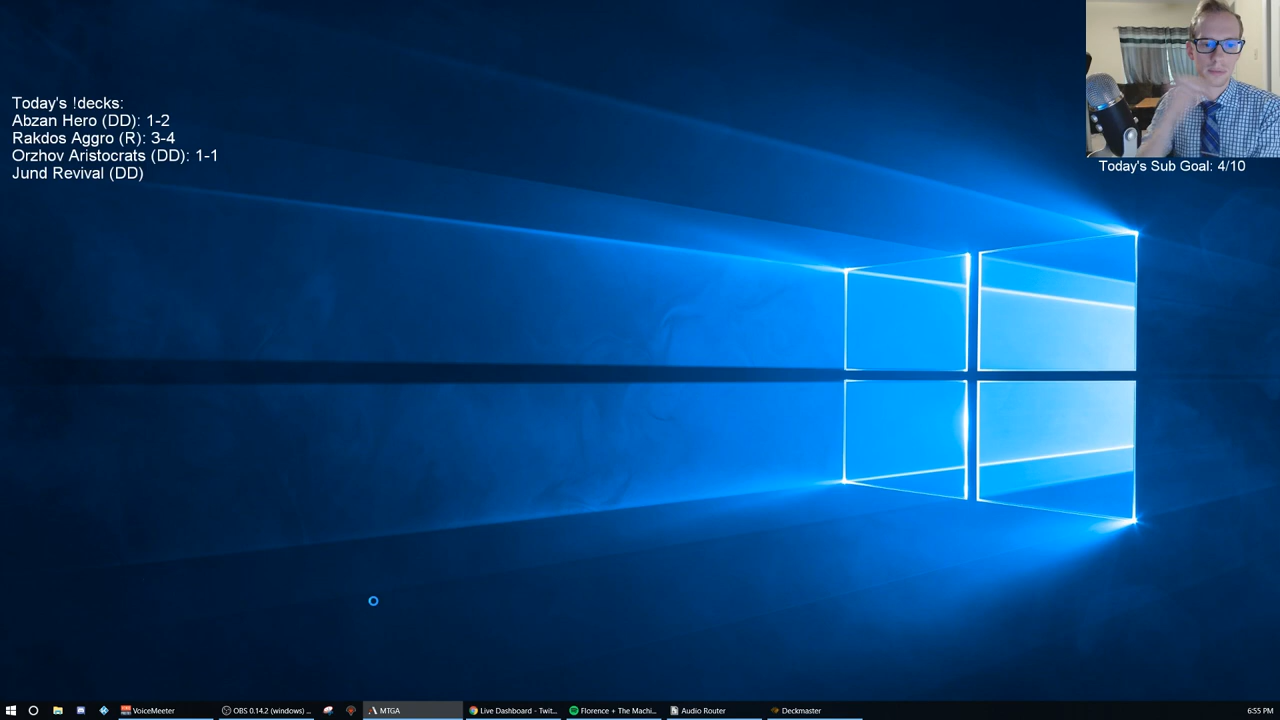 Today's !decks:
Abzan Hero (DD): 1-2
Rakdos Aggro (R): 3-4
Orzhov Aristocrats (DD): 1-1
Jund Revival (DD)
Today's Sub Goal: 4/10
VoiceMeeter
OBS 0.14.2 (windows) ...
MTGA
Live Dashboard - Twit...
Florence + The Machi...
Audio Router
Deckmaster
6:55 PM